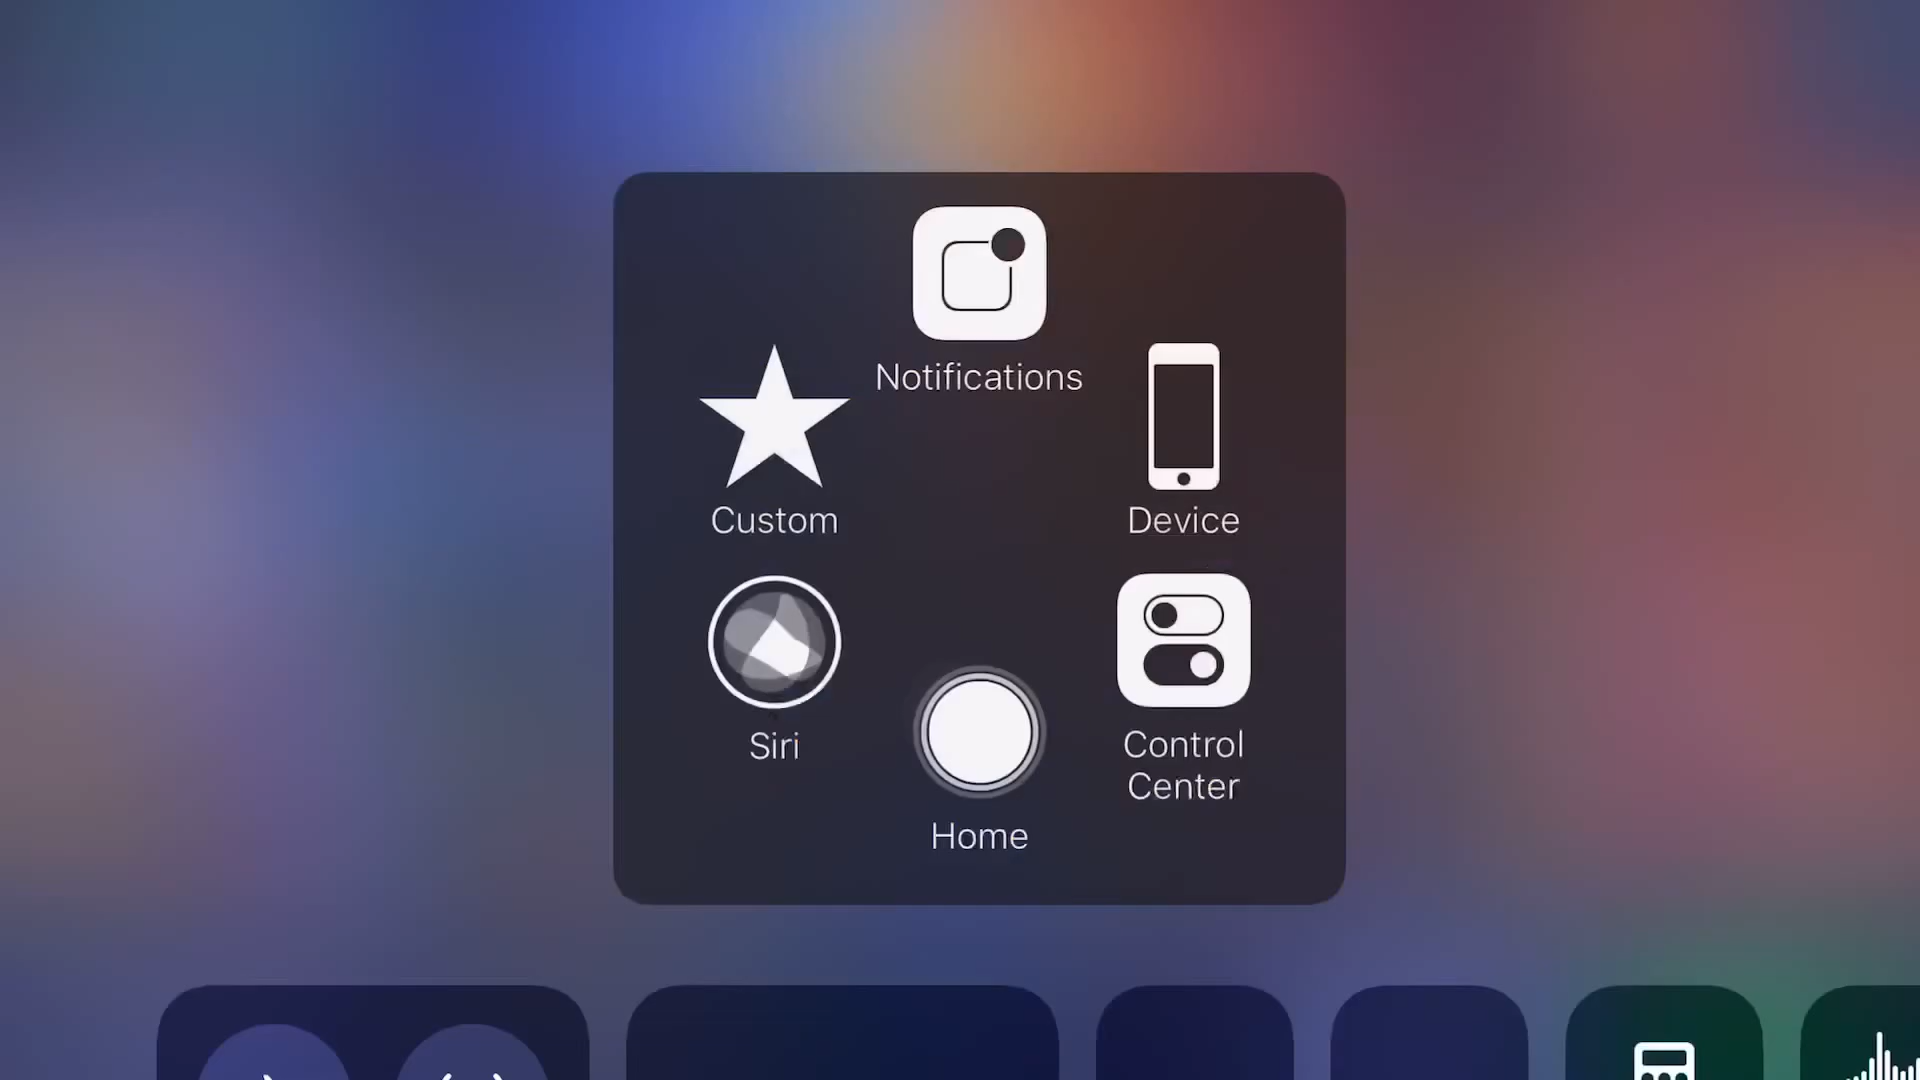 Notifications
Custom
Device
Siri
Control
Center
Home